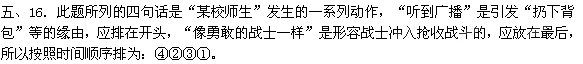 五、16．此题所列的四句话是“某校师生”发生的一系列动作，“听到广播”是引发“扔下背
包”等的缘由，应排在开头，“像勇敢的战士一样”是形容战士冲入抢收战斗的，应放在最后，
所以按照时间顺序排为：④②③①。